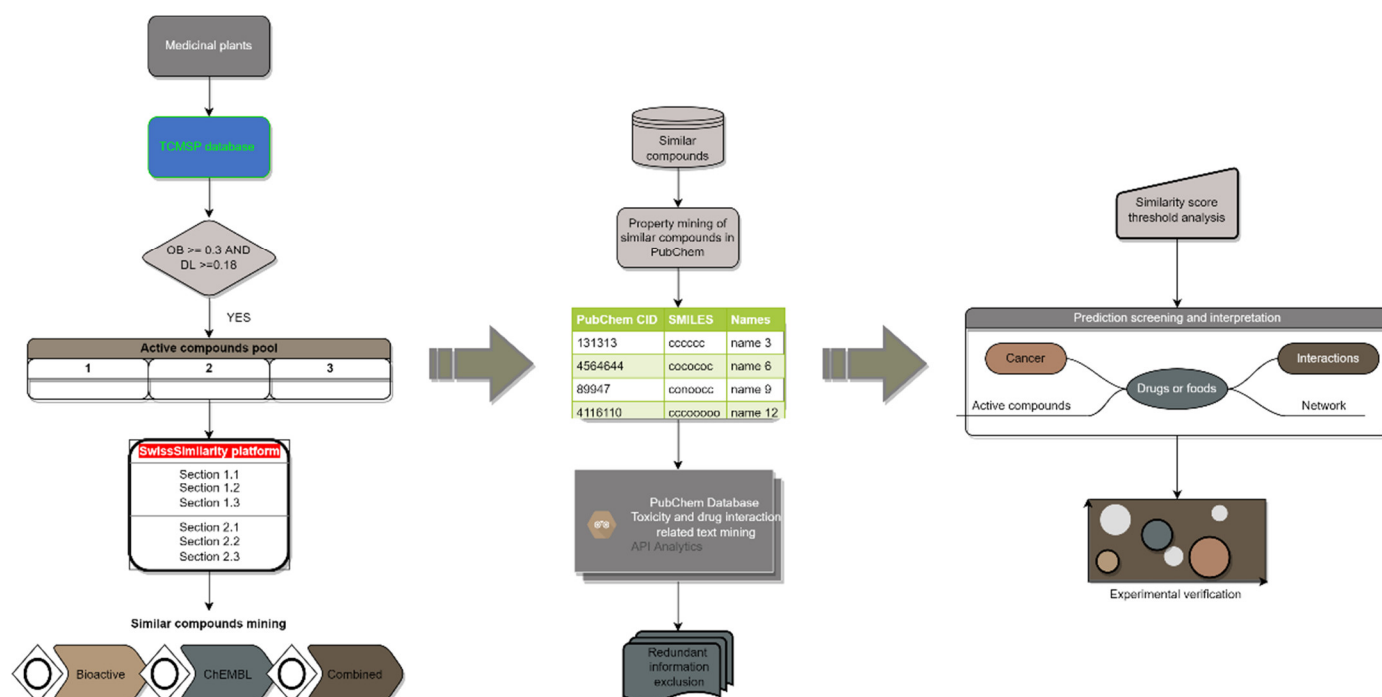 Medicinal plants
TCMSP database
OB >= 0.3 AND
DL >=0.18
YES
Active compounds pool
1 2 3
SwissSimilarity platform
Section 1.1
Section 1.2
Section 1.3
Section 2.1
Section 2.2
Section 2.3
Similar compounds mining
Bioactive ChEMBL Combined
Similar
compounds
Property mining of
similar compounds in
PubChem
PubChem CID SMILES Names
131313 cccccc name 3
4564644 cocococ name 6
89947 conoocc name 9
4116110 cccooooo name 12
PubChem Database
Toxicity and drug interaction
related text mining
API Analytics
Redundant
information
exclusion
Similarity score
threshold analysis
Prediction screening and interpretation
Cancer Interactions
Drugs or foods
Active compounds Network
Experimental verification